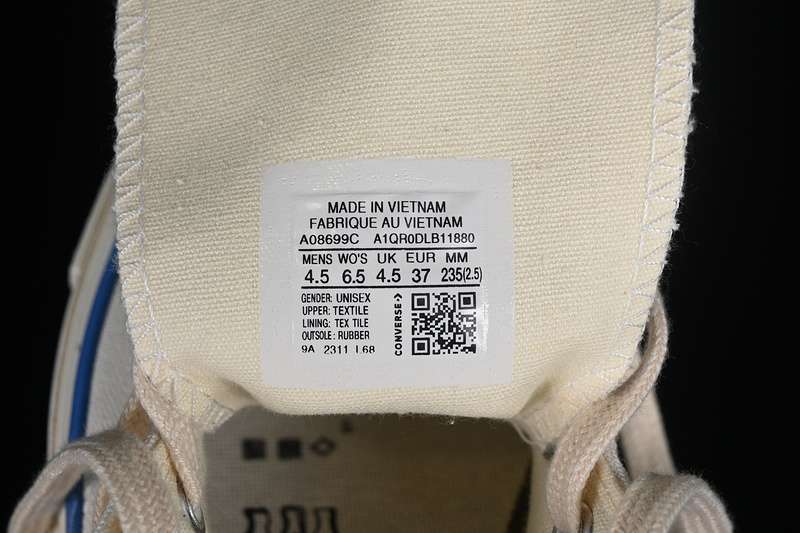 MADE IN VIETNAM
FABRIQUE AU VIETNAM
A08699C A1QR0DLB11880
MENS WO'S UK EUR MM
4.5 6.5 4.5 37 235(2.5)
GENDER: UNISEX
UPPER: TEXTILE
LINING: TEX TILE
OUTSOLE: RUBBER
9A 2311 L68
CONVERSE